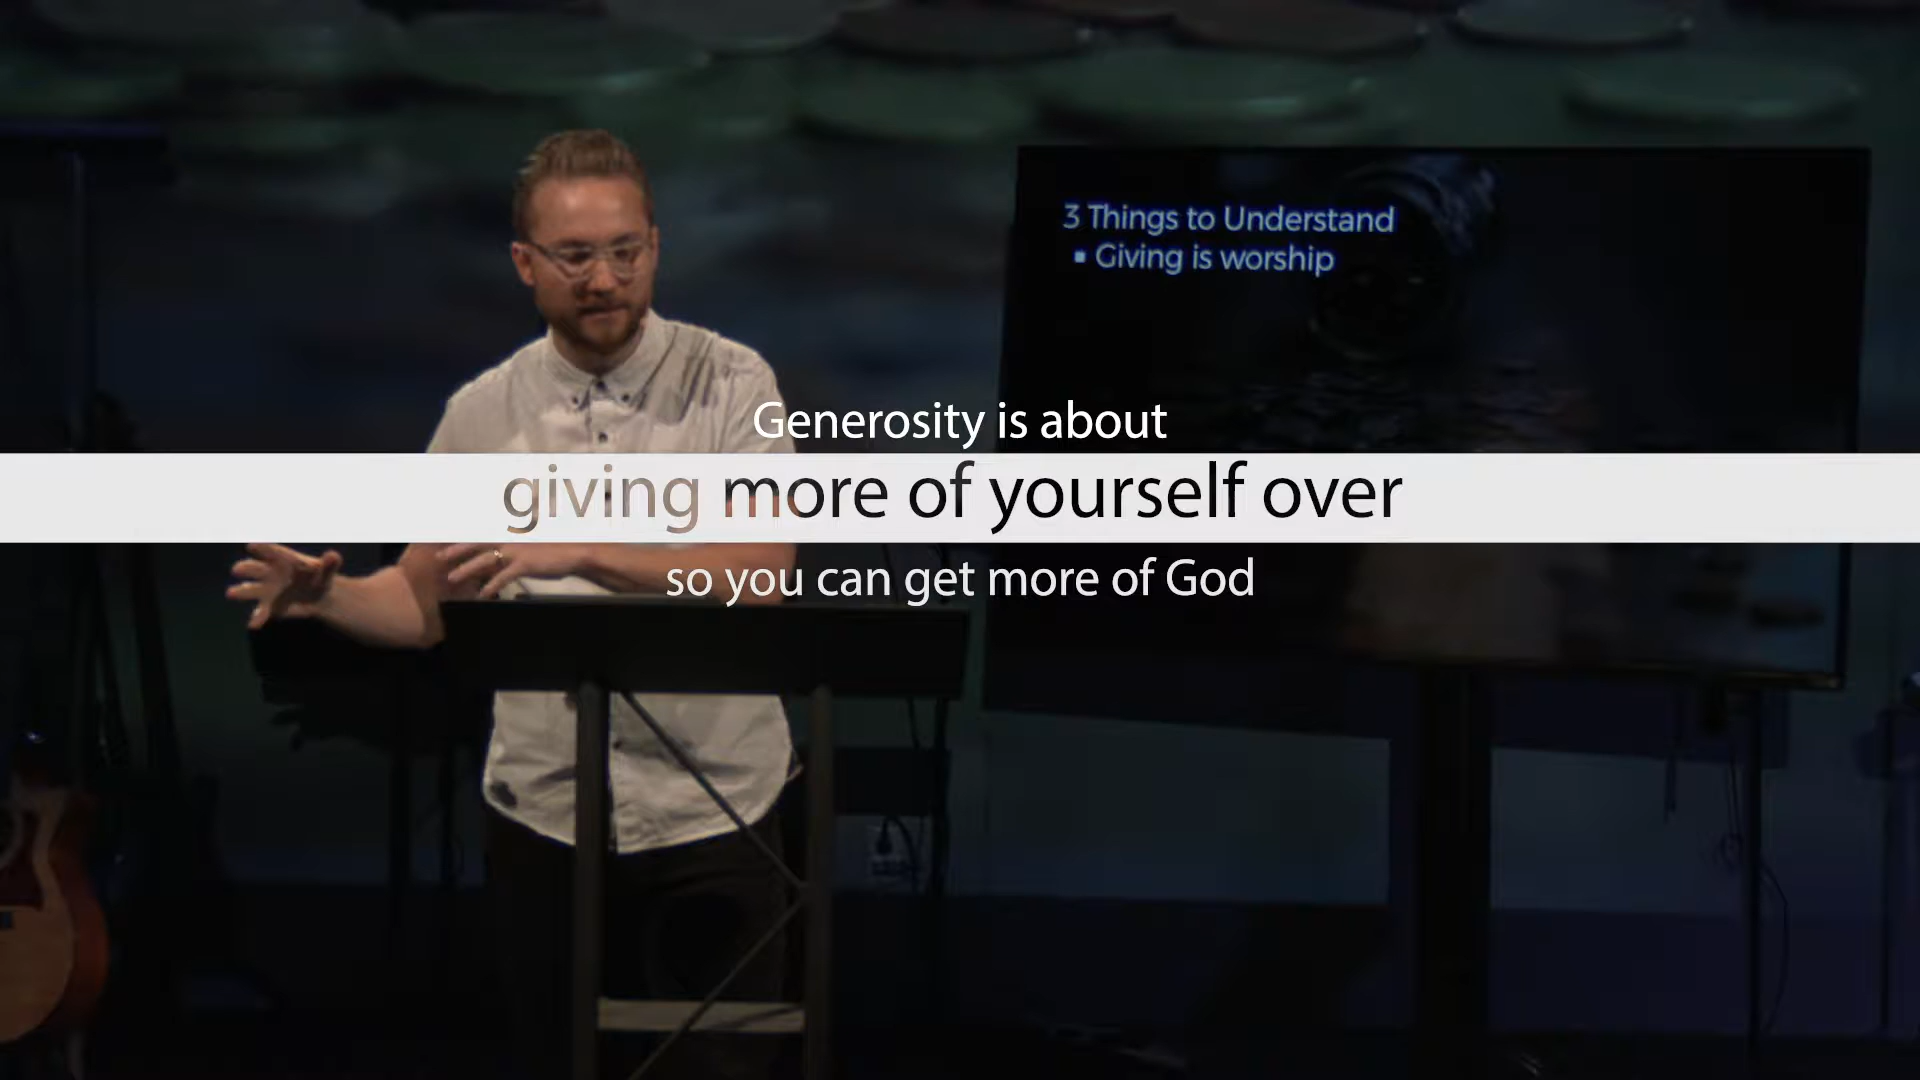 3 Things to Understand
▪ Giving is worship
Generosity is about
giving more of yourself over
so you can get more of God